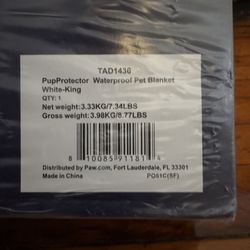 TAD1436
PupProtector Waterproof Pet Blanket
White-King
QTY: 1
Net weight:3.33KG/7.34LBS
Gross weight:3.98KG/8.77LBS
8 10085 91181 4
Distributed by Paw.com, Fort Lauderdale, FL 33301
Made in China PO51C(SF)